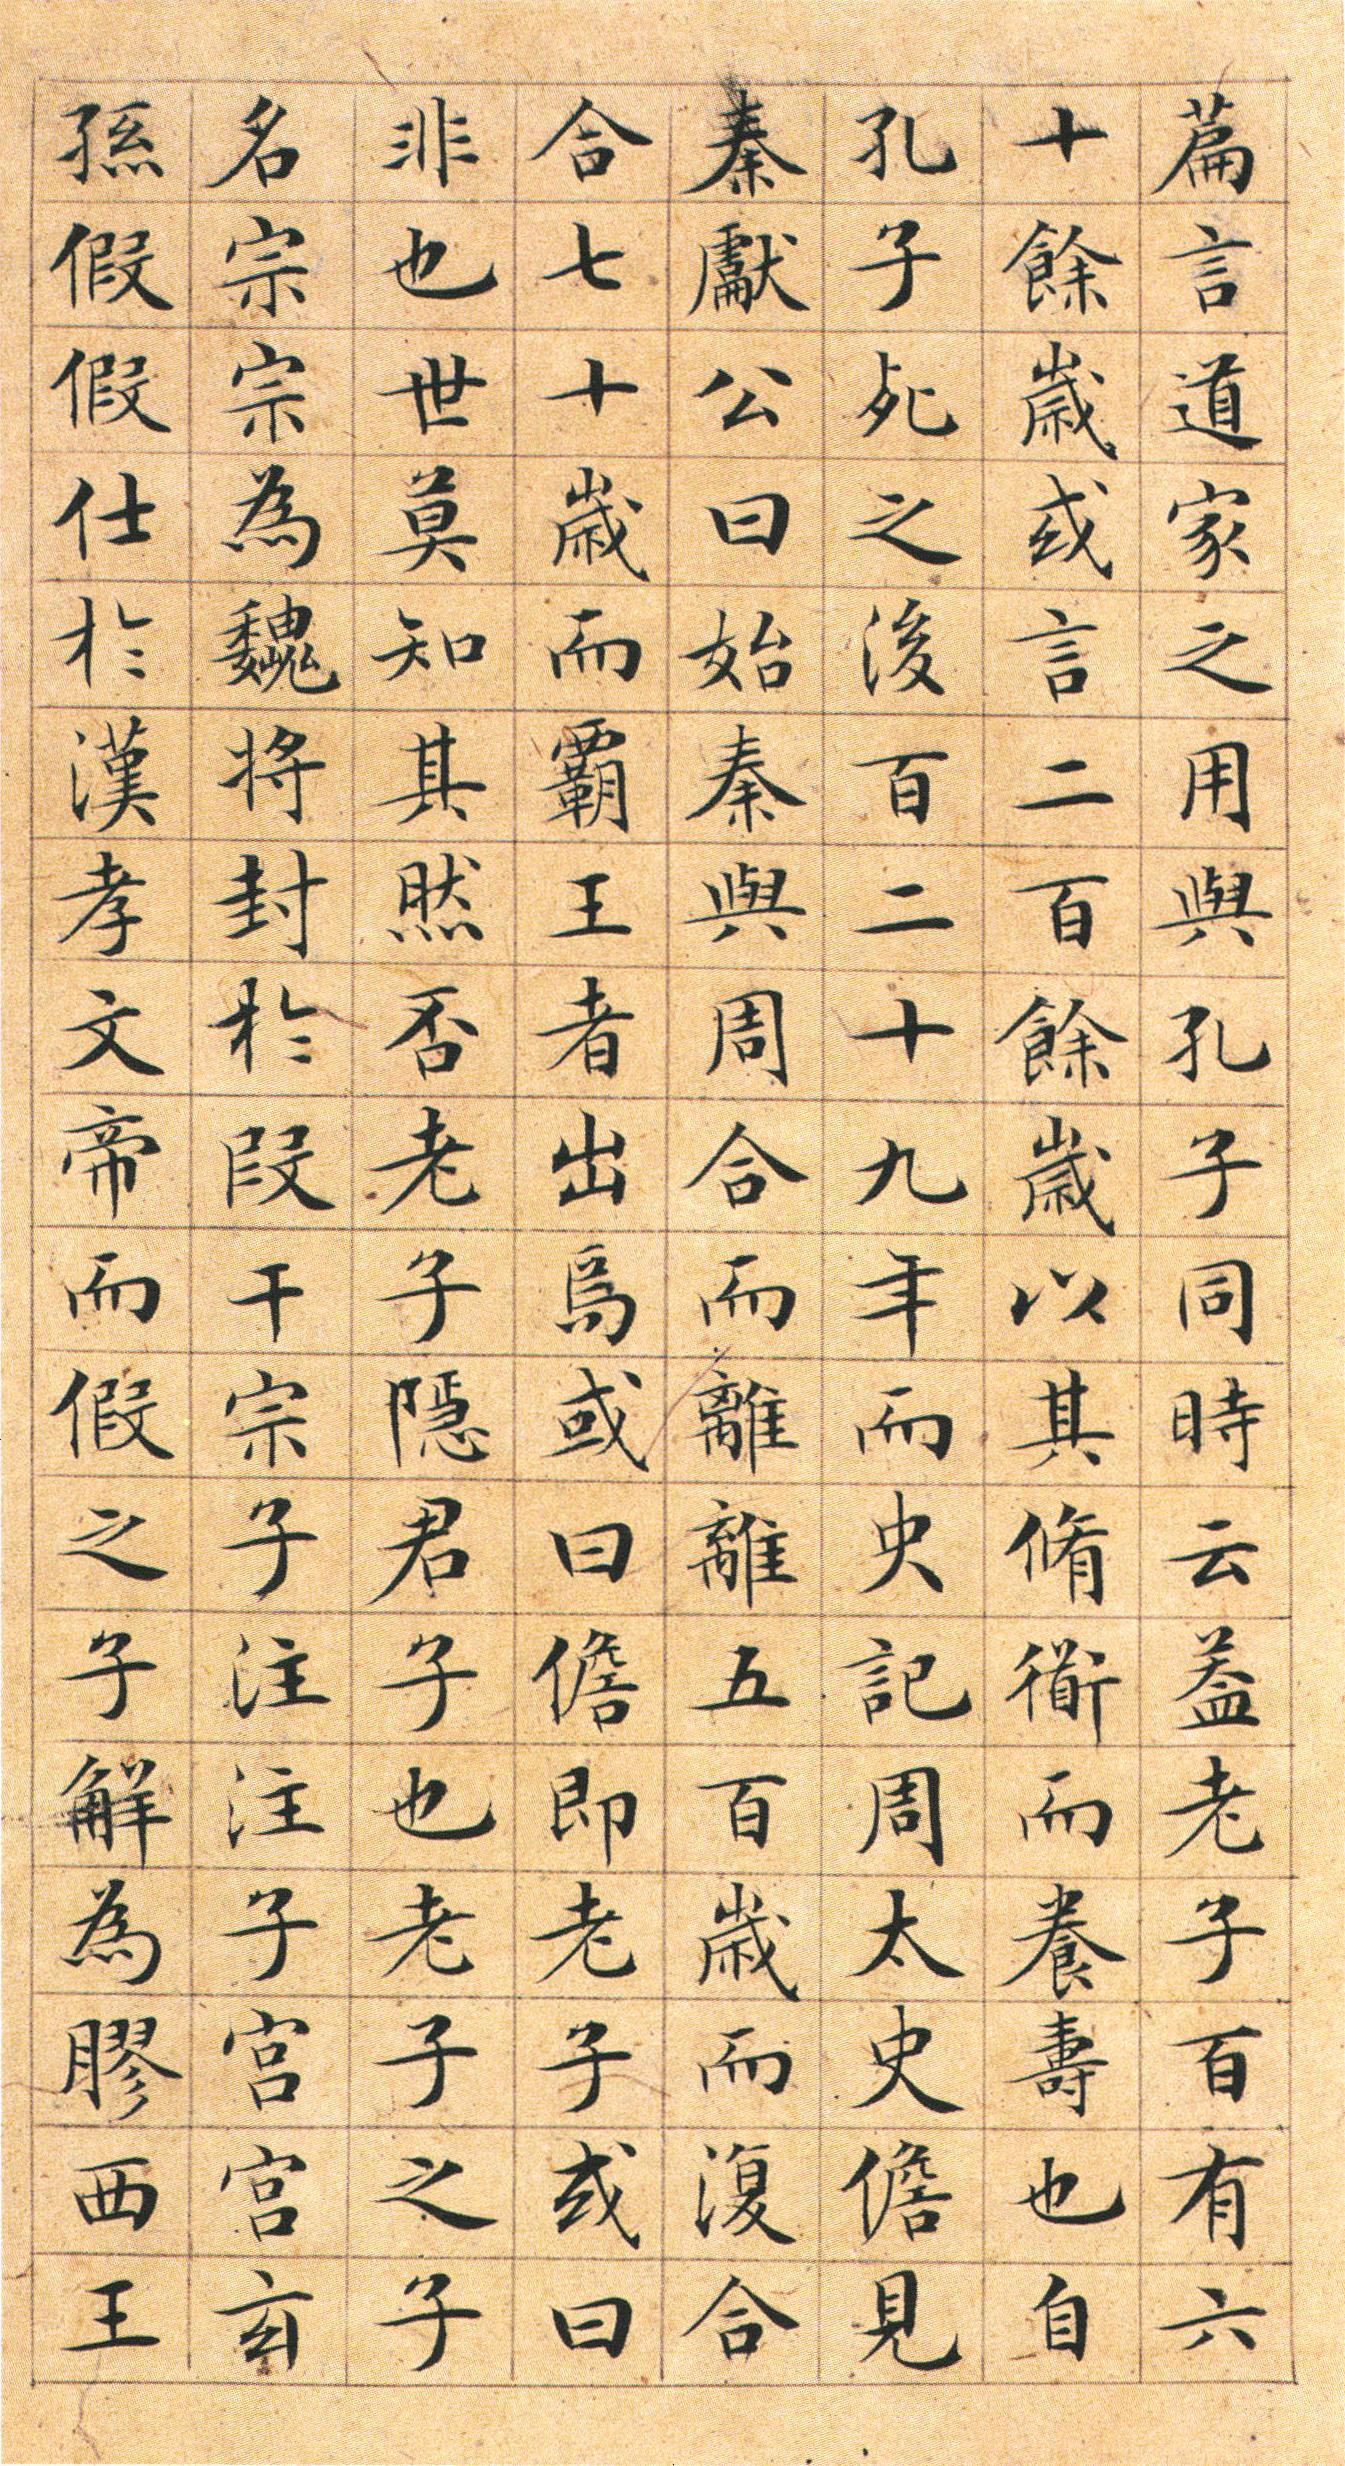 篇言道家之用與孔子同時云葢老子百有六
十餘歲或言二百餘歲以其脩衜而養壽也自
孔子死之後百二十九年而史記周太史儋見
秦獻公曰始秦與周合而離離五百歲而復合
合七十歲而霸王者出焉或曰儋即老子或曰
非也世莫知其然否老子隱君子也老子之子
名宗宗為魏將封於段干宗子注注子宮宮玄
孫假假仕於漢孝文帝而假之子解為膠西王